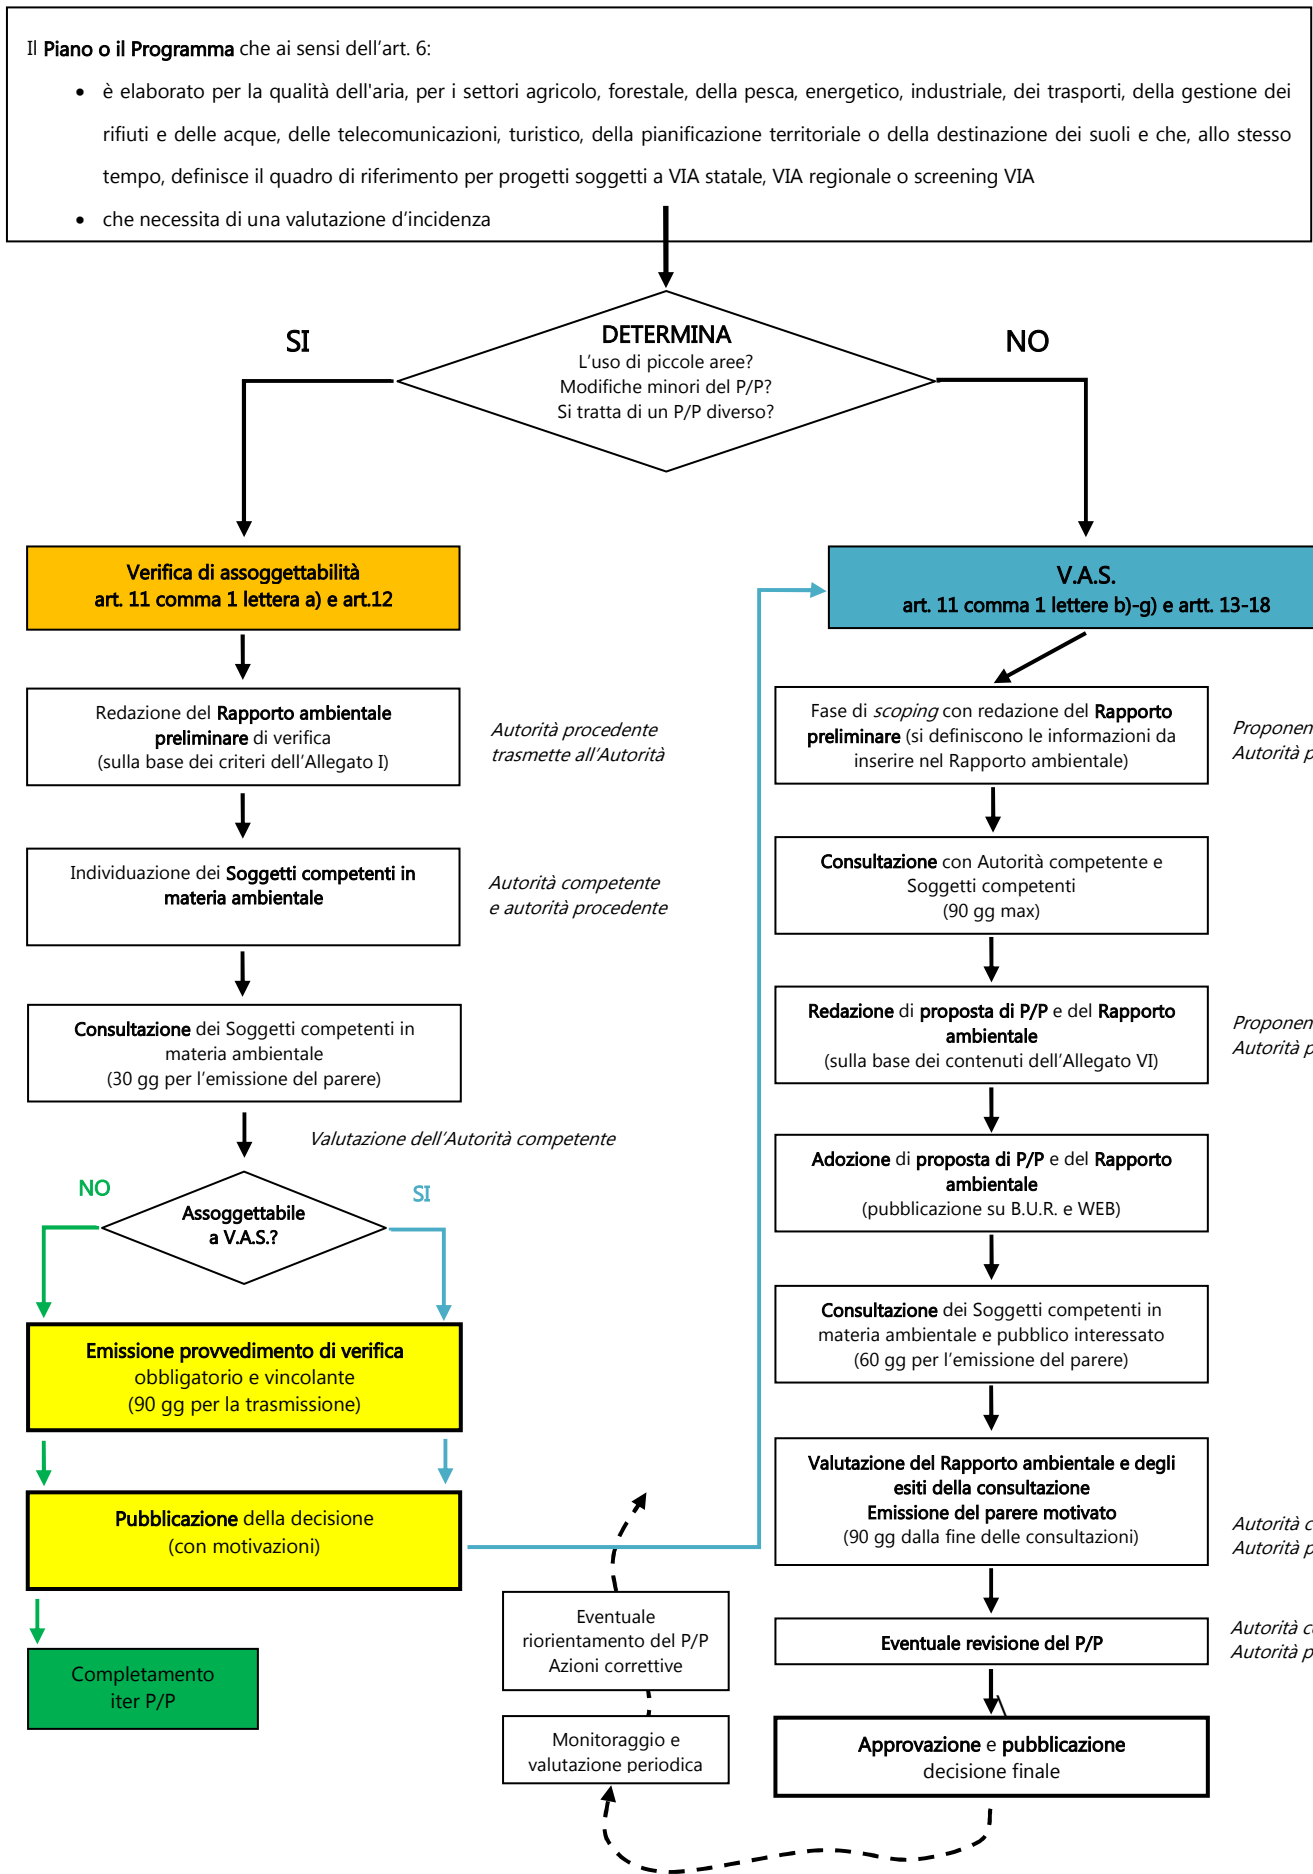 Il Piano o il Programma che ai sensi dell'art. 6:
• è elaborato per la qualità dell'aria, per i settori agricolo, forestale, della pesca, energetico, industriale, dei trasporti, della gestione dei
rifiuti e delle acque, delle telecomunicazioni, turistico, della pianificazione territoriale o della destinazione dei suoli e che, allo stesso
tempo, definisce il quadro di riferimento per progetti soggetti a VIA statale, VIA regionale o screening VIA
• che necessita di una valutazione d'incidenza
SI
DETERMINA
L'uso di piccole aree?
Modifiche minori del P/P?
Si tratta di un P/P diverso?
NO
Verifica di assoggettabilità
art. 11 comma 1 lettera a) e art.12
Redazione del Rapporto ambientale
preliminare di verifica
(sulla base dei criteri dell'Allegato I)
Autorità procedente
trasmette all'Autorità
Individuazione dei Soggetti competenti in
materia ambientale
Autorità competente
e autorità procedente
Consultazione dei Soggetti competenti in
materia ambientale
(30 gg per l'emissione del parere)
Valutazione dell'Autorità competente
NO
SI
Assoggettabile
a V.A.S.?
Emissione provvedimento di verifica
obbligatorio e vincolante
(90 gg per la trasmissione)
Pubblicazione della decisione
(con motivazioni)
Completamento
iter P/P
V.A.S.
art. 11 comma 1 lettere b)-g) e artt. 13-18
Fase di scoping con redazione del Rapporto
preliminare (si definiscono le informazioni da
inserire nel Rapporto ambientale)
Proponen
Autorità p
Consultazione con Autorità competente e
Soggetti competenti
(90 gg max)
Redazione di proposta di P/P e del Rapporto
ambientale
(sulla base dei contenuti dell'Allegato VI)
Proponen
Autorità p
Adozione di proposta di P/P e del Rapporto
ambientale
(pubblicazione su B.U.R. e WEB)
Consultazione dei Soggetti competenti in
materia ambientale e pubblico interessato
(60 gg per l'emissione del parere)
Valutazione del Rapporto ambientale e degli
esiti della consultazione
Emissione del parere motivato
(90 gg dalla fine delle consultazioni)
Autorità c
Autorità p
Eventuale revisione del P/P
Autorità c
Autorità p
Approvazione e pubblicazione
decisione finale
Eventuale
riorientamento del P/P
Azioni correttive
Monitoraggio e
valutazione periodica